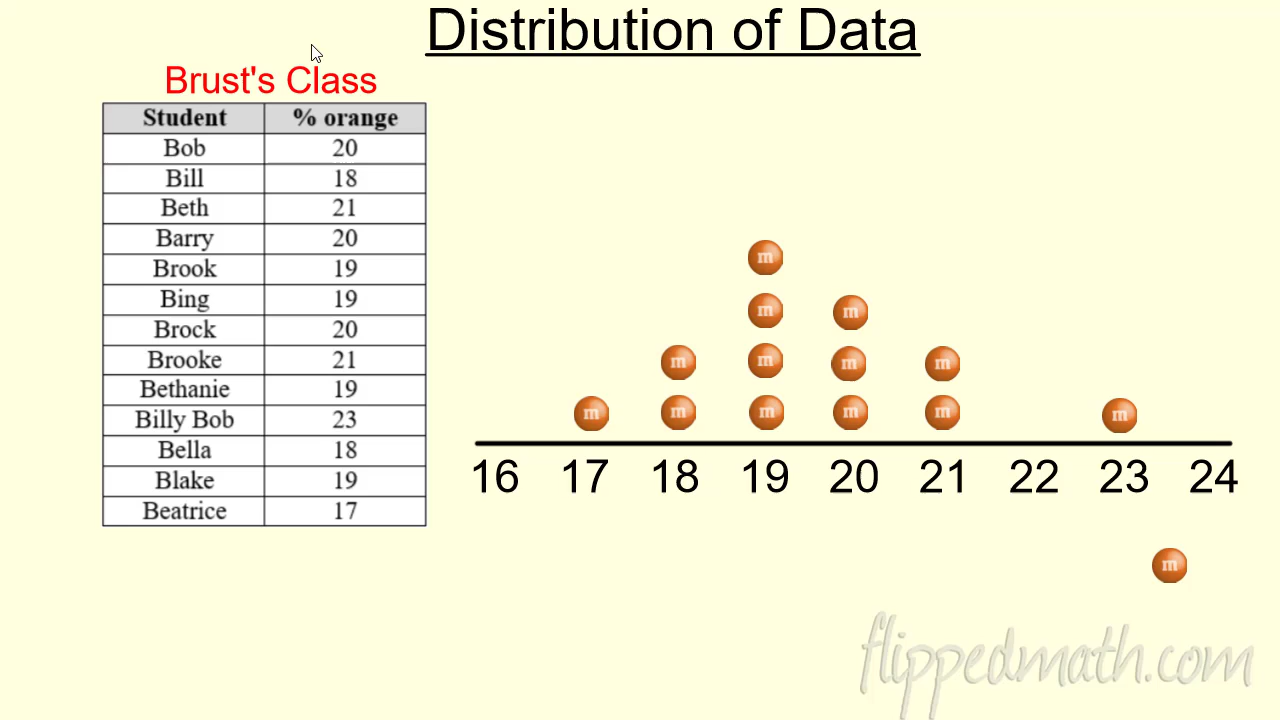 Distribution of Data
Brust's Class
Student % orange
Bob 20
Bill 18
Beth 21
Barry 20
Brook 19
Bing 19
Brock 20
Brooke 21
Bethanie 19
Billy Bob 23
Bella 18
Blake 19
Beatrice 17
m
m m
m m m m
m m m m m m
16 17 18 19 20 21 22 23 24
m
flippedmath.com